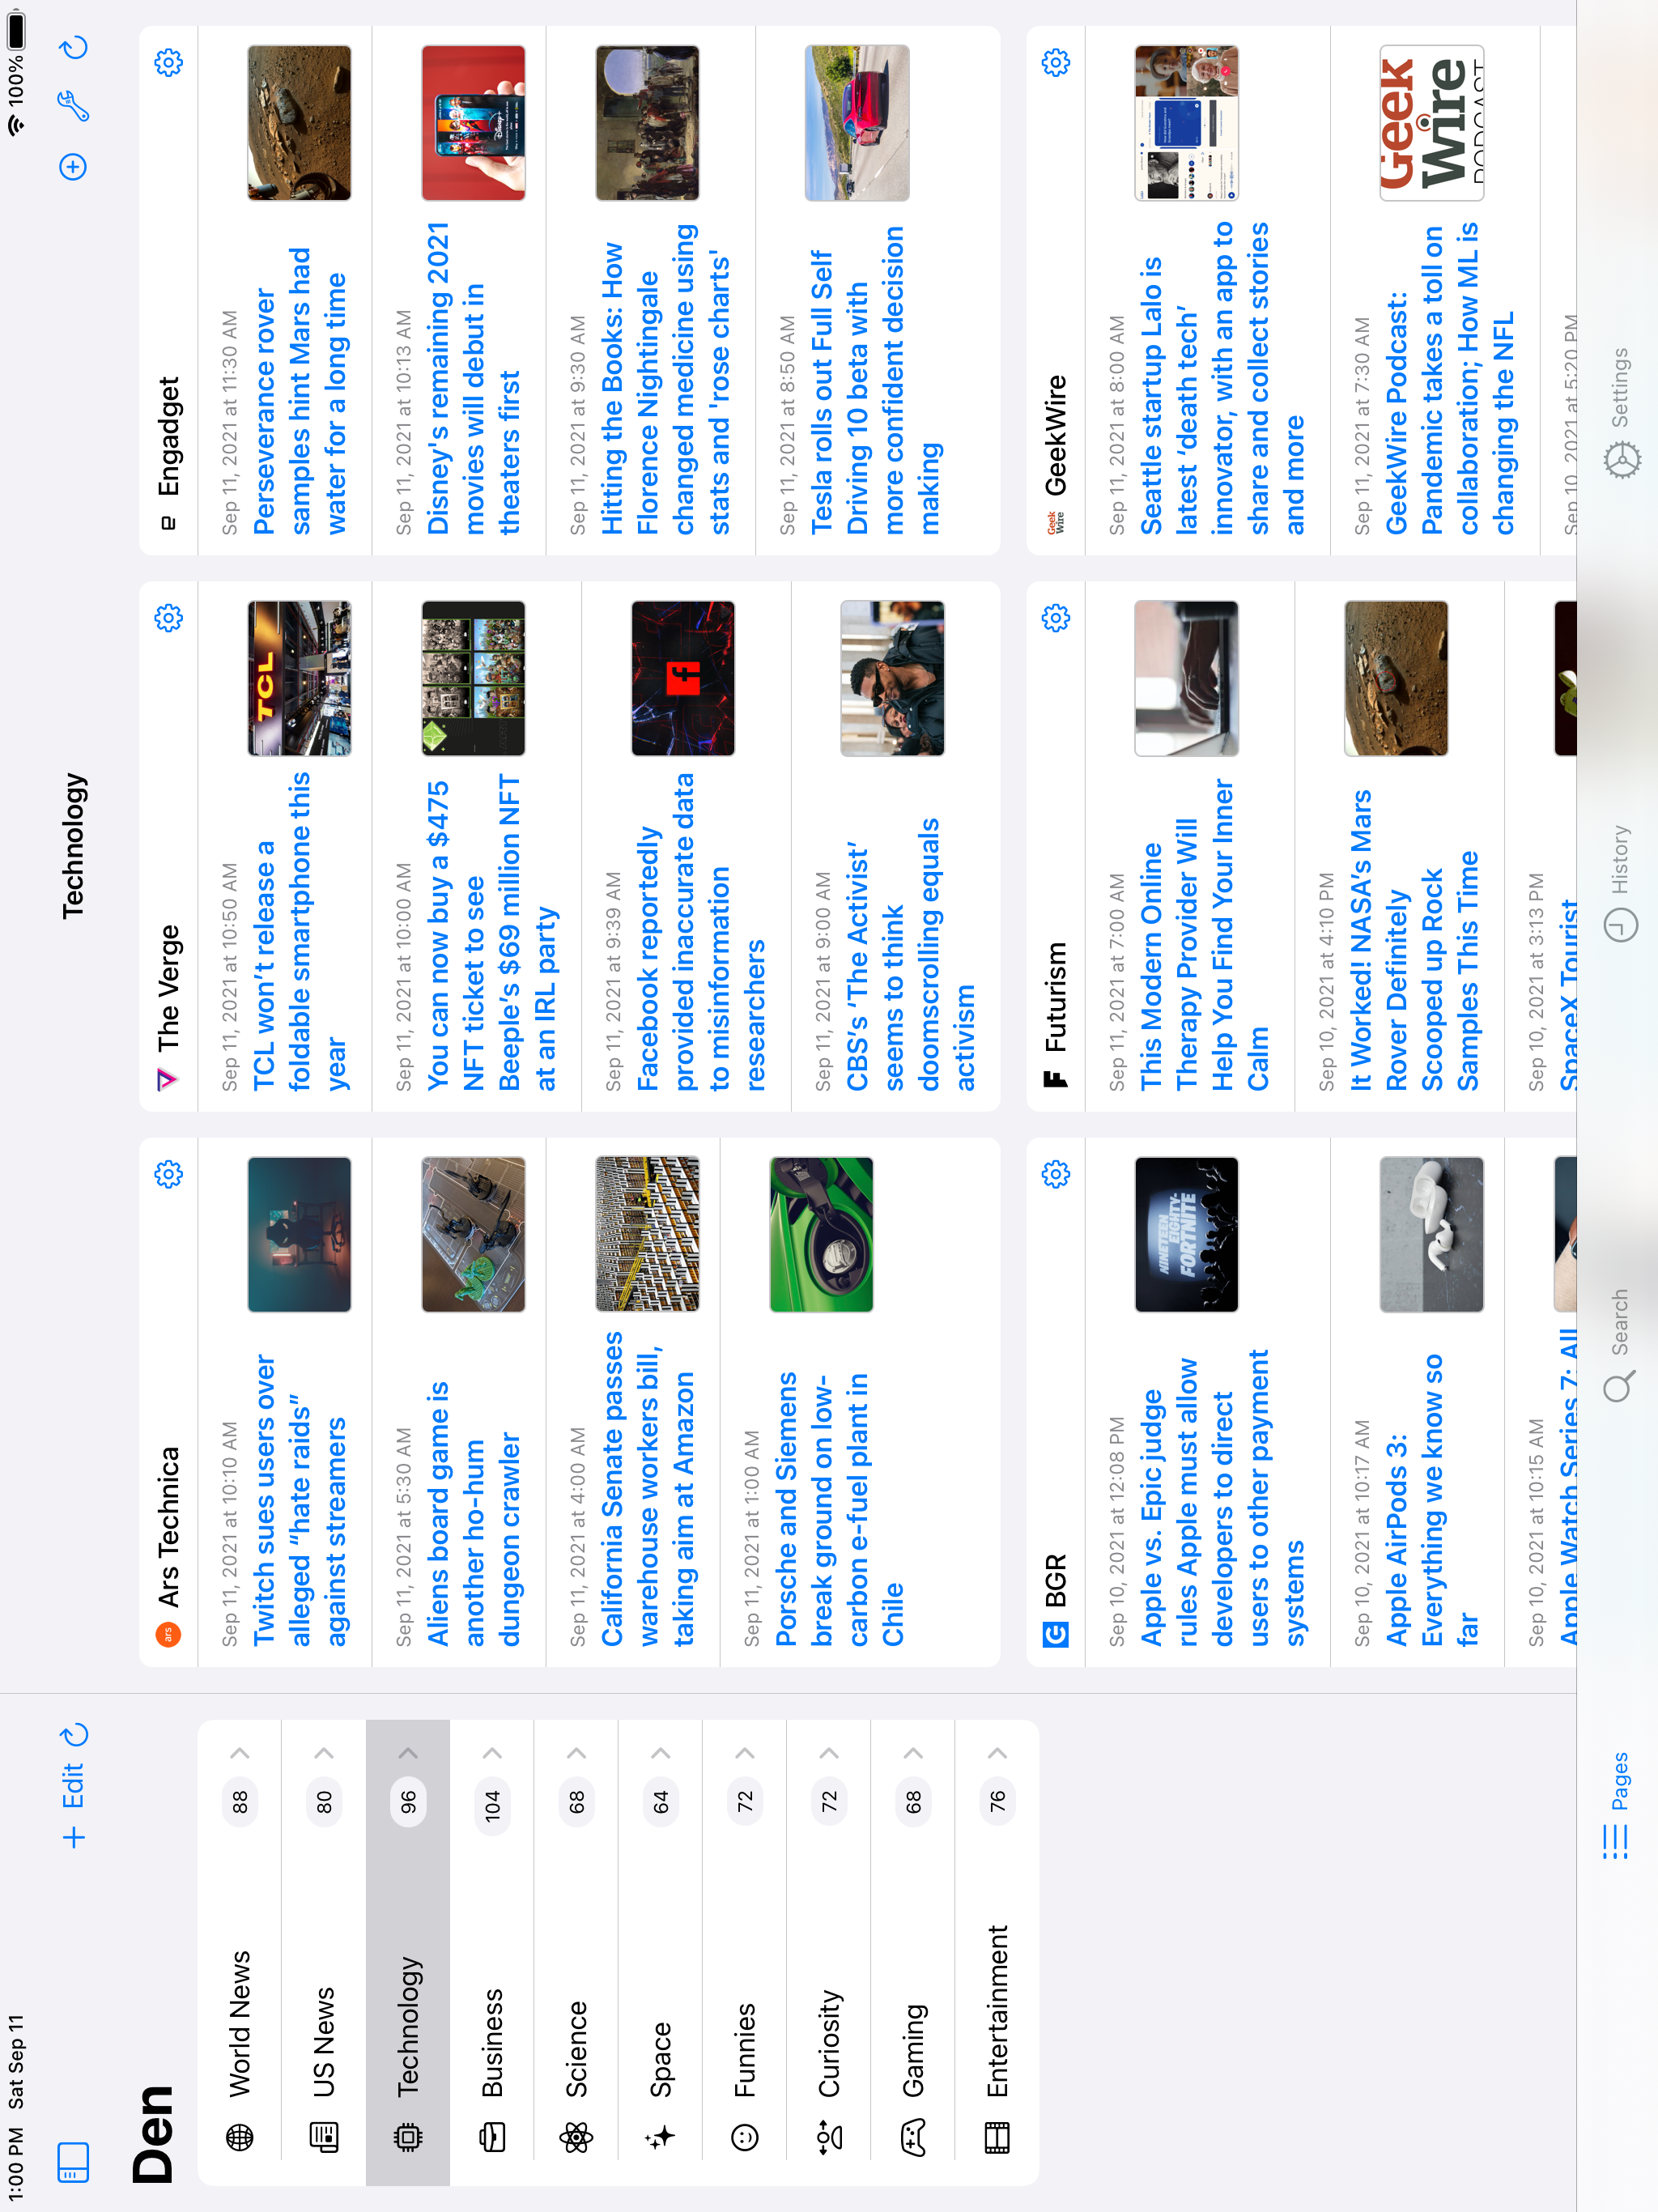 1:00 PM Sat Sep 11
100%
Edit
Den
World News 88
US News 80
Technology 96
Business 104
Science 68
Space 64
Funnies 72
Curiosity 72
Gaming 68
Entertainment 76
Technology
ars
Ars Technica
Sep 11, 2021 at 10:10 AM
Twitch sues users over
alleged “hate raids”
against streamers
Sep 11, 2021 at 5:30 AM
Aliens board game is
another ho-hum
dungeon crawler
Sep 11, 2021 at 4:00 AM
California Senate passes
warehouse workers bill,
taking aim at Amazon
Sep 11, 2021 at 1:00 AM
Porsche and Siemens
break ground on low-
carbon e-fuel plant in
Chile
The Verge
Sep 11, 2021 at 10:50 AM
TCL won’t release a
foldable smartphone this
year
TCL
Sep 11, 2021 at 10:00 AM
You can now buy a $475
NFT ticket to see
Beeple’s $69 million NFT
at an IRL party
Sep 11, 2021 at 9:39 AM
Facebook reportedly
provided inaccurate data
to misinformation
researchers
f
Sep 11, 2021 at 9:00 AM
CBS’s ‘The Activist’
seems to think
doomscrolling equals
activism
e
Engadget
Sep 11, 2021 at 11:30 AM
Perseverance rover
samples hint Mars had
water for a long time
Sep 11, 2021 at 10:13 AM
Disney's remaining 2021
movies will debut in
theaters first
Disney+
Sep 11, 2021 at 9:30 AM
Hitting the Books: How
Florence Nightingale
changed medicine using
stats and 'rose charts'
Sep 11, 2021 at 8:50 AM
Tesla rolls out Full Self
Driving 10 beta with
more confident decision
making
BGR
Sep 10, 2021 at 12:08 PM
Apple vs. Epic judge
rules Apple must allow
developers to direct
users to other payment
systems
NINETEEN
EIGHTY-
FORTNITE
Sep 10, 2021 at 10:17 AM
Apple AirPods 3:
Everything we know so
far
Sep 10, 2021 at 10:15 AM
Apple Watch Series 7: All
F
Futurism
Sep 11, 2021 at 7:00 AM
This Modern Online
Therapy Provider Will
Help You Find Your Inner
Calm
Sep 10, 2021 at 4:10 PM
It Worked! NASA’s Mars
Rover Definitely
Scooped up Rock
Samples This Time
Sep 10, 2021 at 3:13 PM
SpaceX Tourist
Geek
Wire
GeekWire
Sep 11, 2021 at 8:00 AM
Seattle startup Lalo is
latest ‘death tech’
innovator, with an app to
share and collect stories
and more
Sep 11, 2021 at 7:30 AM
GeekWire Podcast:
Pandemic takes a toll on
collaboration; How ML is
changing the NFL
Geek
Wire
PODCAST
Sep 10, 2021 at 5:20 PM
Pages
Search
History
Settings